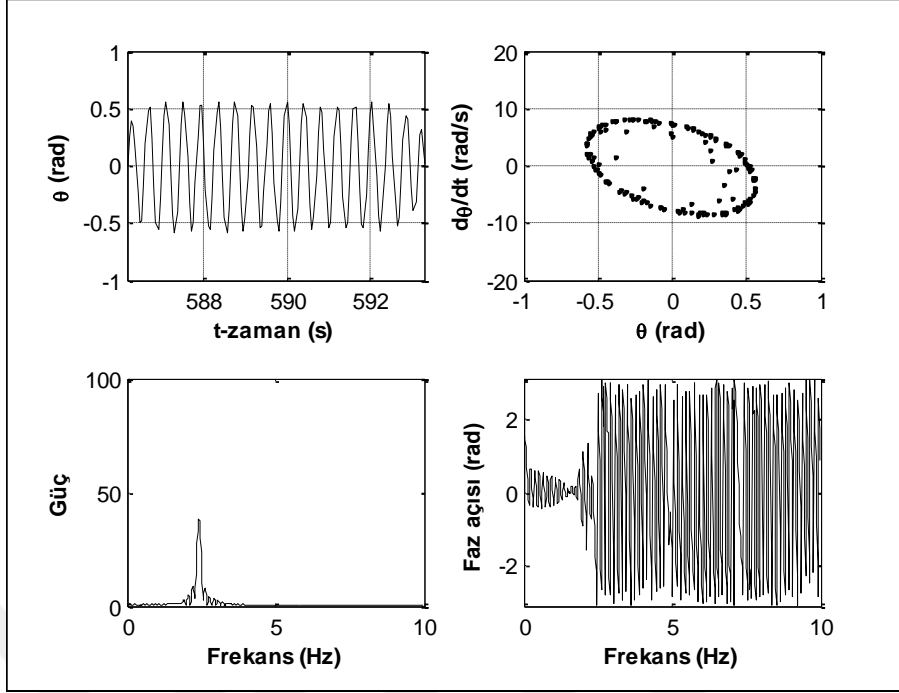 1
0.5
0
-0.5
-1
588 590 592
t-zaman (s)
θ (rad)
20
10
0
-10
-20
-1 -0.5 0 0.5 1
θ (rad)
dθ/dt (rad/s)
100
50
0
0 5 10
Frekans (Hz)
Güç
2
0
-2
0 5 10
Frekans (Hz)
Faz açısı (rad)